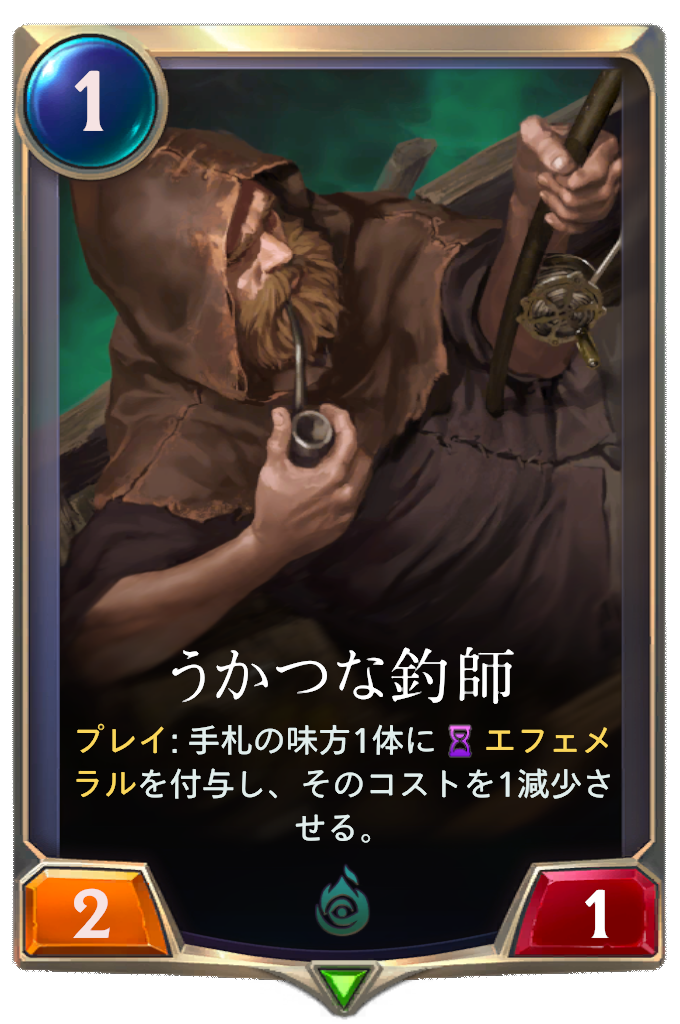 1
うかつな釣師
プレイ: 手札の味方1体に エフェメ
ラルを付与し、そのコストを1減少さ
せる。
2
1